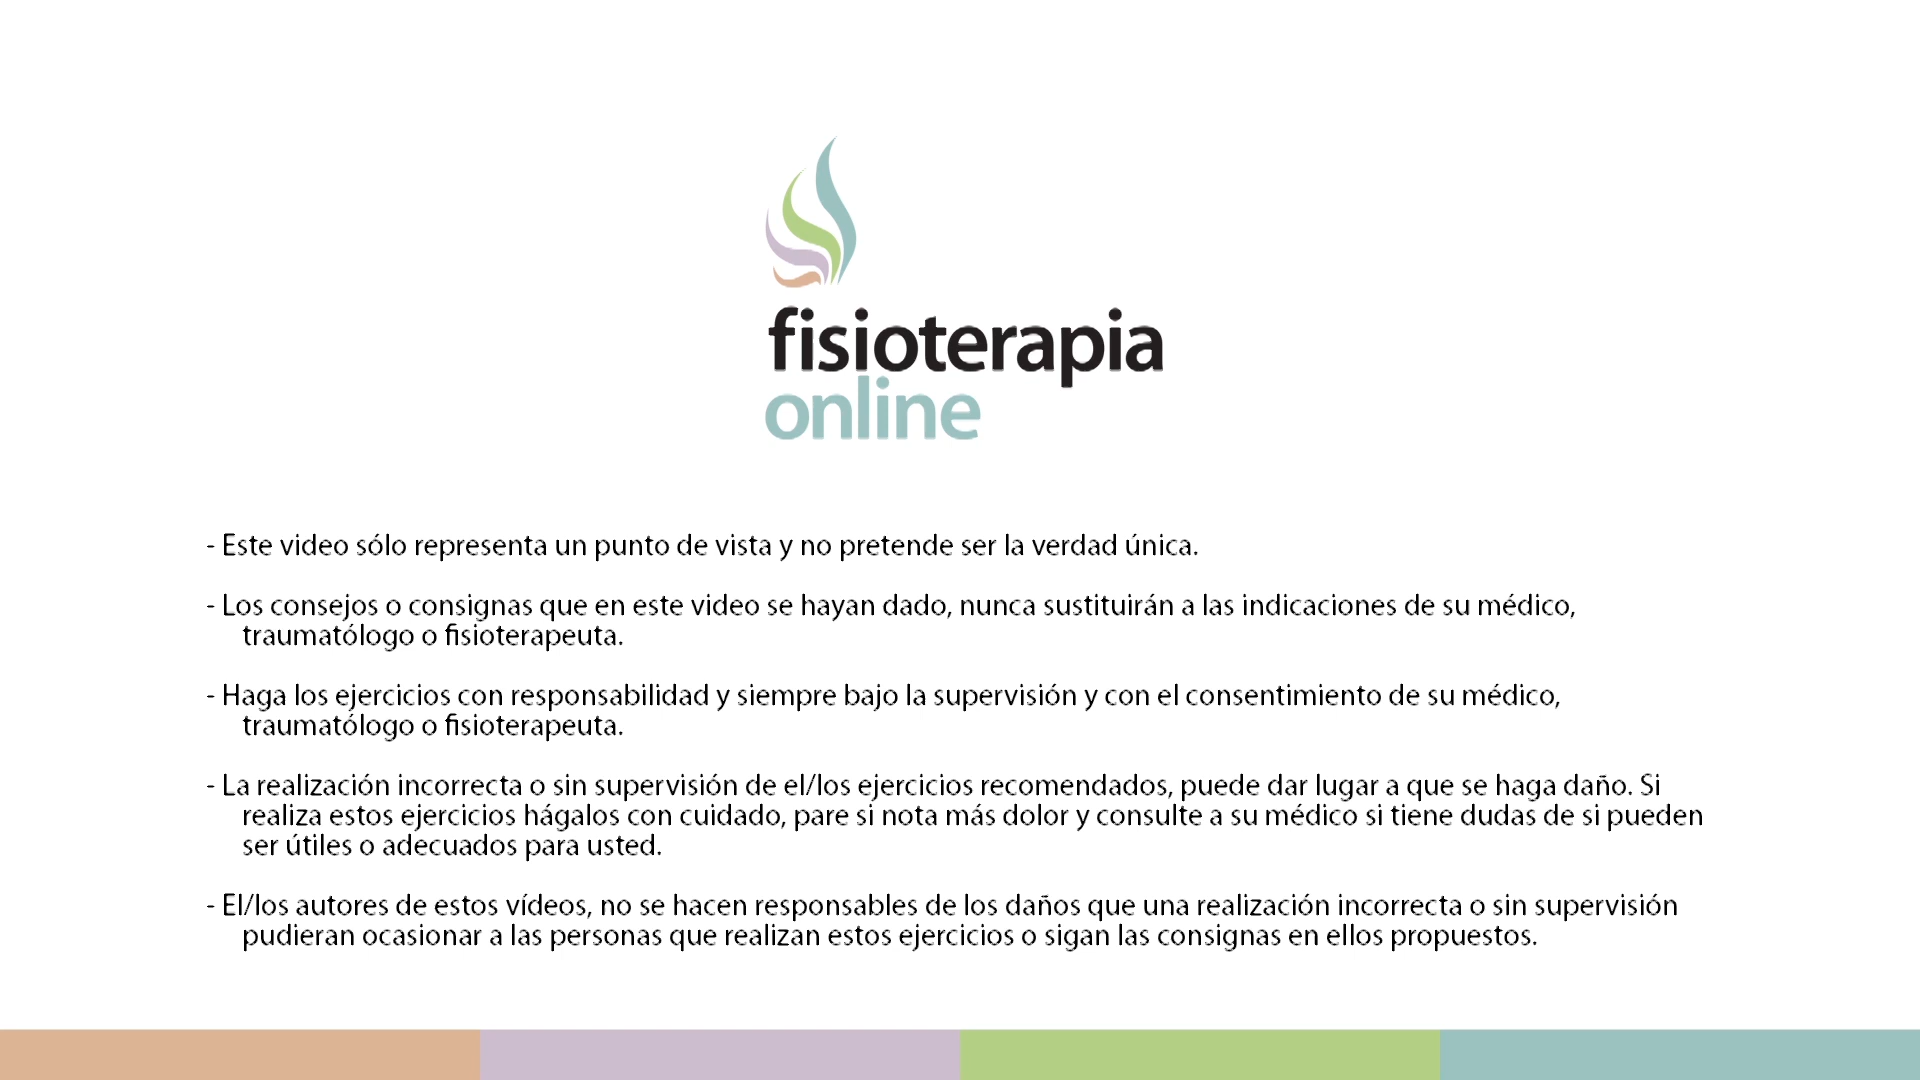 fisioterapia
online
- Este video sólo representa un punto de vista y no pretende ser la verdad única.
- Los consejos o consignas que en este video se hayan dado, nunca sustituirán a las indicaciones de su médico,
traumatólogo o fisioterapeuta.
- Haga los ejercicios con responsabilidad y siempre bajo la supervisión y con el consentimiento de su médico,
traumatólogo o fisioterapeuta.
- La realización incorrecta o sin supervisión de el/los ejercicios recomendados, puede dar lugar a que se haga daño. Si
realiza estos ejercicios hágalos con cuidado, pare si nota más dolor y consulte a su médico si tiene dudas de si pueden
ser útiles o adecuados para usted.
- El/los autores de estos vídeos, no se hacen responsables de los daños que una realización incorrecta o sin supervisión
pudieran ocasionar a las personas que realizan estos ejercicios o sigan las consignas en ellos propuestos.